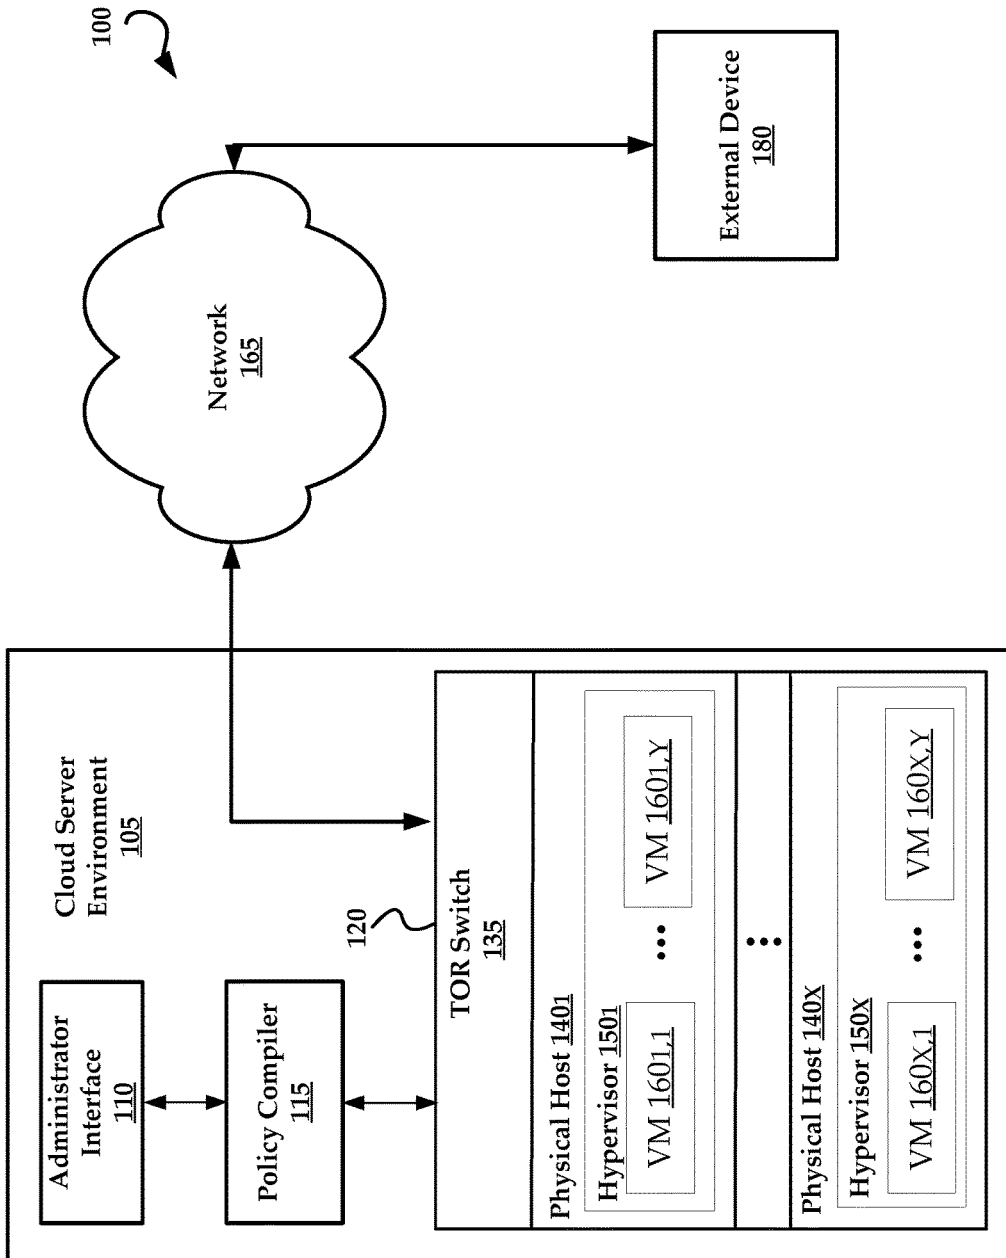 100
Cloud Server
Environment
105
Administrator
Interface
110
Policy Compiler
115
120
TOR Switch
135
Physical Host 1401
Hypervisor 1501
VM 1601,1
•••
VM 1601,Y
•••
Physical Host 140X
Hypervisor 150X
VM 160X,1
•••
VM 160X,Y
Network
165
External Device
180